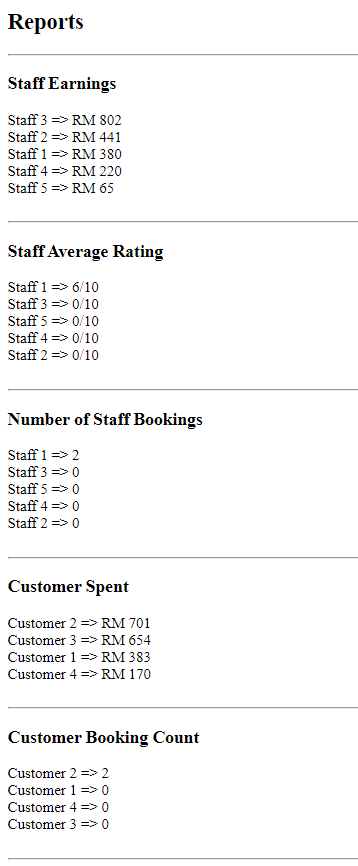 Reports
Staff Earnings
Staff 3 => RM 802
Staff 2 => RM 441
Staff 1 => RM 380
Staff 4 => RM 220
Staff 5 => RM 65
Staff Average Rating
Staff 1 => 6/10
Staff 3 => 0/10
Staff 5 => 0/10
Staff 4 => 0/10
Staff 2 => 0/10
Number of Staff Bookings
Staff 1 => 2
Staff 3 => 0
Staff 5 => 0
Staff 4 => 0
Staff 2 => 0
Customer Spent
Customer 2 => RM 701
Customer 3 => RM 654
Customer 1 => RM 383
Customer 4 => RM 170
Customer Booking Count
Customer 2 => 2
Customer 1 => 0
Customer 4 => 0
Customer 3 => 0